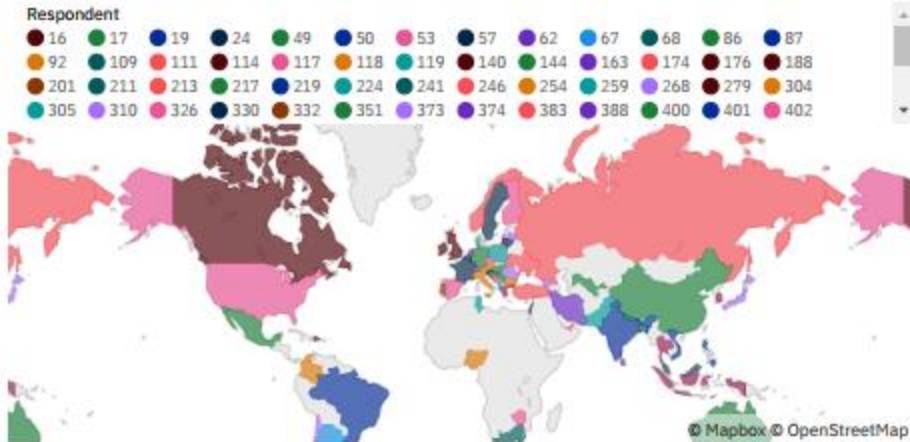 Respondent
16 17 19 24 49 50 53 57 62 67 68 86 87
92 109 111 114 117 118 119 140 144 163 174 176 188
201 211 213 217 219 224 241 246 254 259 268 279 304
305 310 326 330 332 351 373 374 383 388 400 401 402
© Mapbox © OpenStreetMap